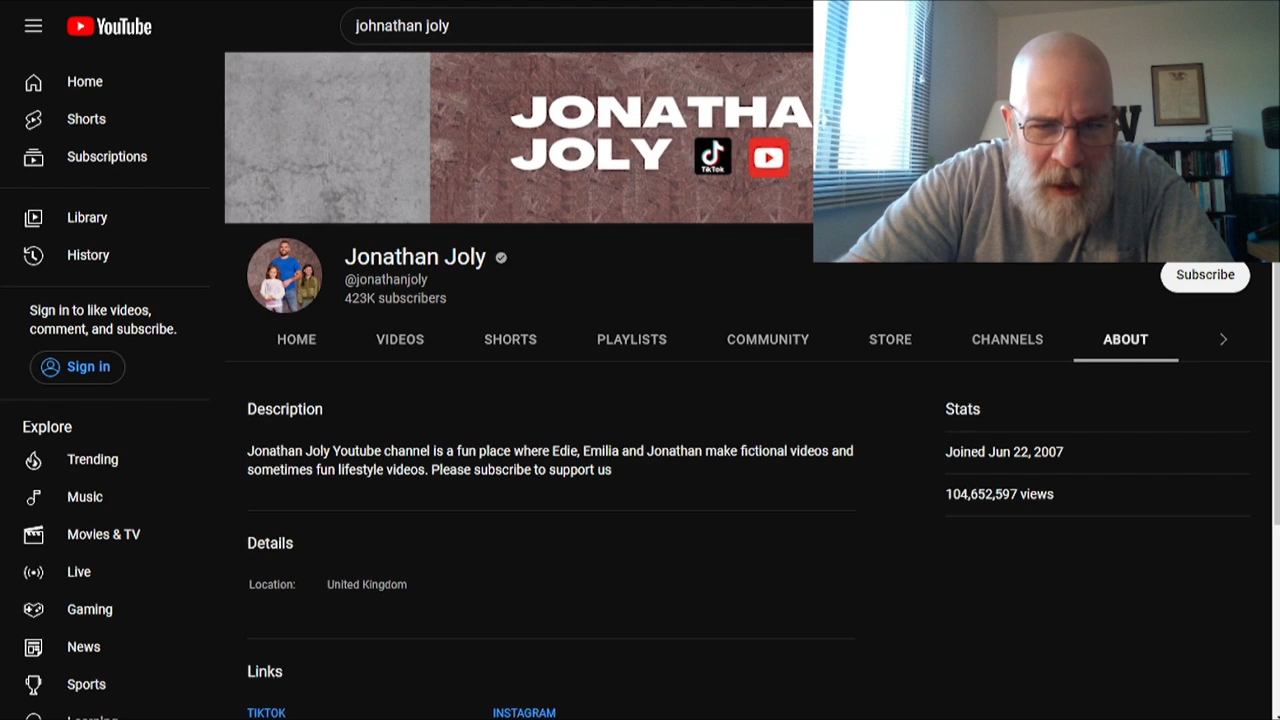 YouTube
johnathan joly
Home
Shorts
Subscriptions
Library
History
Sign in to like videos,
comment, and subscribe.
Sign in
Explore
Trending
Music
Movies & TV
Live
Gaming
News
Sports
JONATHA
JOLY
TikTok
Jonathan Joly
@jonathanjoly
423K subscribers
Subscribe
HOME
VIDEOS
SHORTS
PLAYLISTS
COMMUNITY
STORE
CHANNELS
ABOUT
Description
Jonathan Joly Youtube channel is a fun place where Edie, Emilia and Jonathan make fictional videos and
sometimes fun lifestyle videos. Please subscribe to support us
Details
Location: United Kingdom
Links
TIKTOK
INSTAGRAM
Stats
Joined Jun 22, 2007
104,652,597 views